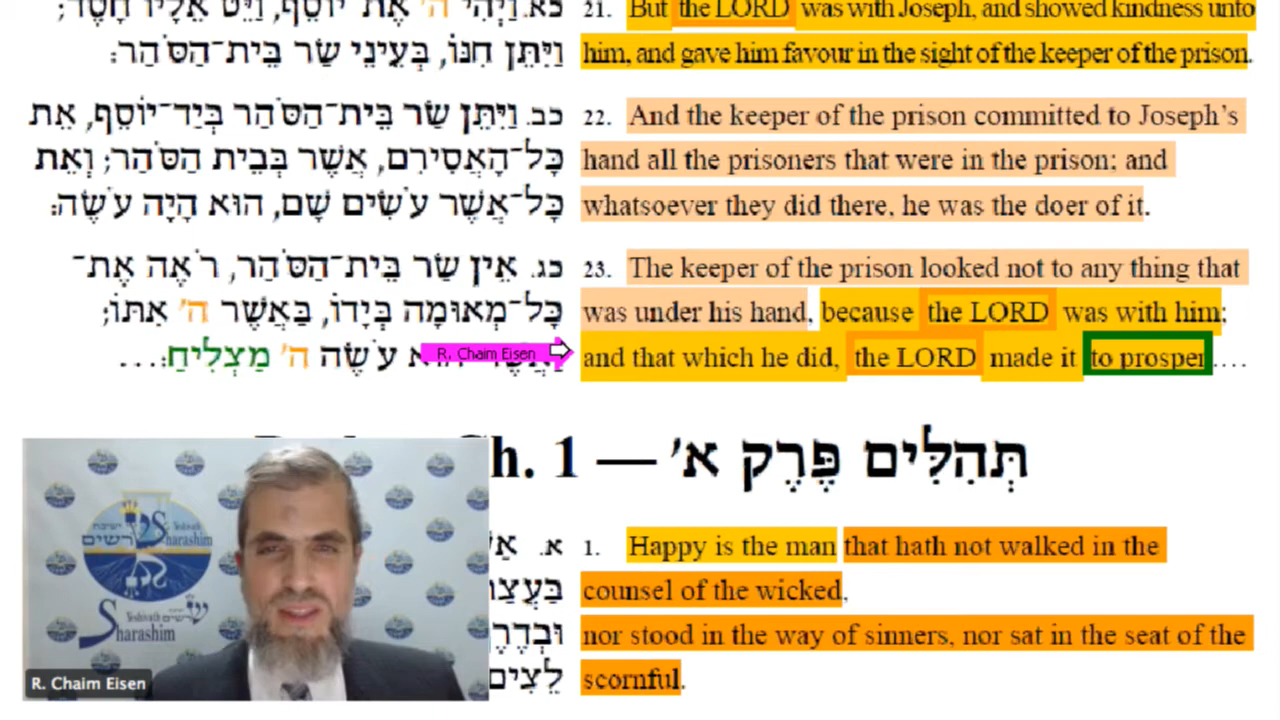 כא. וַיְהִי ה' אֶת־יוֹסֵף, וַיֵּט אֵלָיו חָסֶד;
וַיִּתֵּן חִנּוֹ, בְּעֵינֵי שַׂר בֵּית־הַסֹּהַר:
21. But the LORD was with Joseph, and showed kindness unto
him, and gave him favour in the sight of the keeper of the prison.
כב. וַיִּתֵּן שַׂר בֵּית־הַסֹּהַר בְּיַד־יוֹסֵף, אֵת
כָּל־הָאֲסִירִם, אֲשֶׁר בְּבֵית הַסֹּהַר; וְאֵת
כָּל־אֲשֶׁר עֹשִׂים שָׁם, הוּא הָיָה עֹשֶׂה:
22. And the keeper of the prison committed to Joseph’s
hand all the prisoners that were in the prison; and
whatsoever they did there, he was the doer of it.
כג. אֵין שַׂר בֵּית־הַסֹּהַר, רֹאֶה אֶת־
כָּל־מְאוּמָה בְּיָדוֹ, בַּאֲשֶׁר ה' אִתּוֹ;
עֹשֶׂה ה' מַצְלִיחַ:...
23. The keeper of the prison looked not to any thing that
was under his hand, because the LORD was with him;
and that which he did, the LORD made it to prosper....
R. Chaim Eisen
Ch. 1 — תְּהִלִּים פֶּרֶק א'
א.
לֵצִים
1. Happy is the man that hath not walked in the
counsel of the wicked,
nor stood in the way of sinners, nor sat in the seat of the
scornful.
ישיבת שרשים
Yeshivath Sharashim
Yeshivath שרשים
Sharashim
R. Chaim Eisen